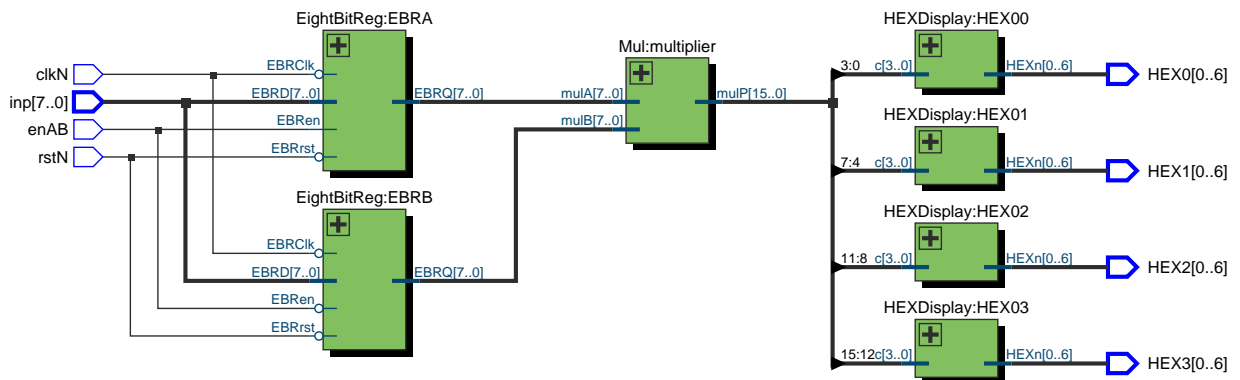 EightBitReg:EBRA
HEXDisplay:HEX00
Mul:multiplier
clkN
EBRClk
3:0
c[3..0]
HEXn[0..6]
HEX0[0..6]
inp[7..0]
EBRD[7..0]
EBRQ[7..0]
mulA[7..0]
mulP[15..0]
enAB
EBRen
mulB[7..0]
HEXDisplay:HEX01
rstN
EBRrst
7:4
c[3..0]
HEXn[0..6]
HEX1[0..6]
EightBitReg:EBRB
HEXDisplay:HEX02
EBRClk
11:8
c[3..0]
HEXn[0..6]
HEX2[0..6]
EBRD[7..0]
EBRQ[7..0]
EBRen
HEXDisplay:HEX03
EBRrst
15:12
c[3..0]
HEXn[0..6]
HEX3[0..6]